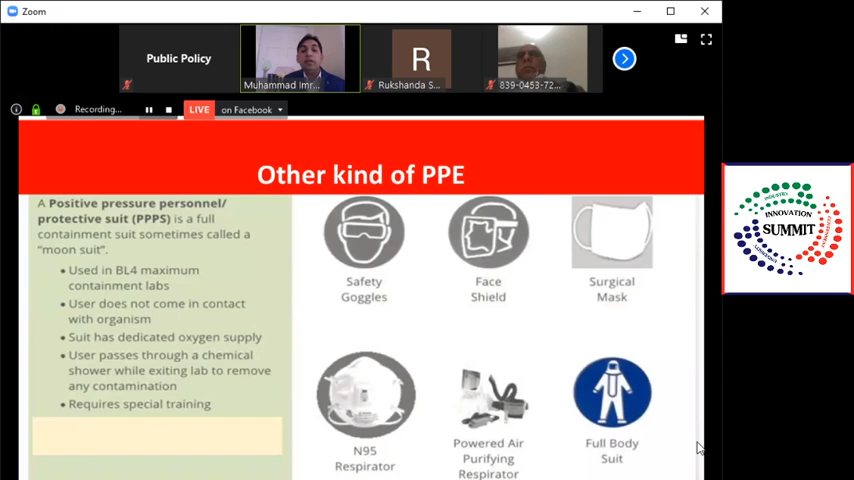 Zoom
Public Policy
R
Muhammad Imr...
Rukshanda S...
839-0453-72...
Recording...
LIVE
on Facebook
Other kind of PPE
A Positive pressure personnel/
protective suit (PPPS) is a full
containment suit sometimes called a
“moon suit”.
• Used in BL4 maximum
containment labs
• User does not come in contact
with organism
• Suit has dedicated oxygen supply
• User passes through a chemical
shower while exiting lab to remove
any contamination
• Requires special training
Safety
Goggles
Face
Shield
Surgical
Mask
N95
Respirator
Powered Air
Purifying
Respirator
Full Body
Suit
INDUSTRY
INNOVATION
SUMMIT
UNIVERSITY
GOVERNMENT